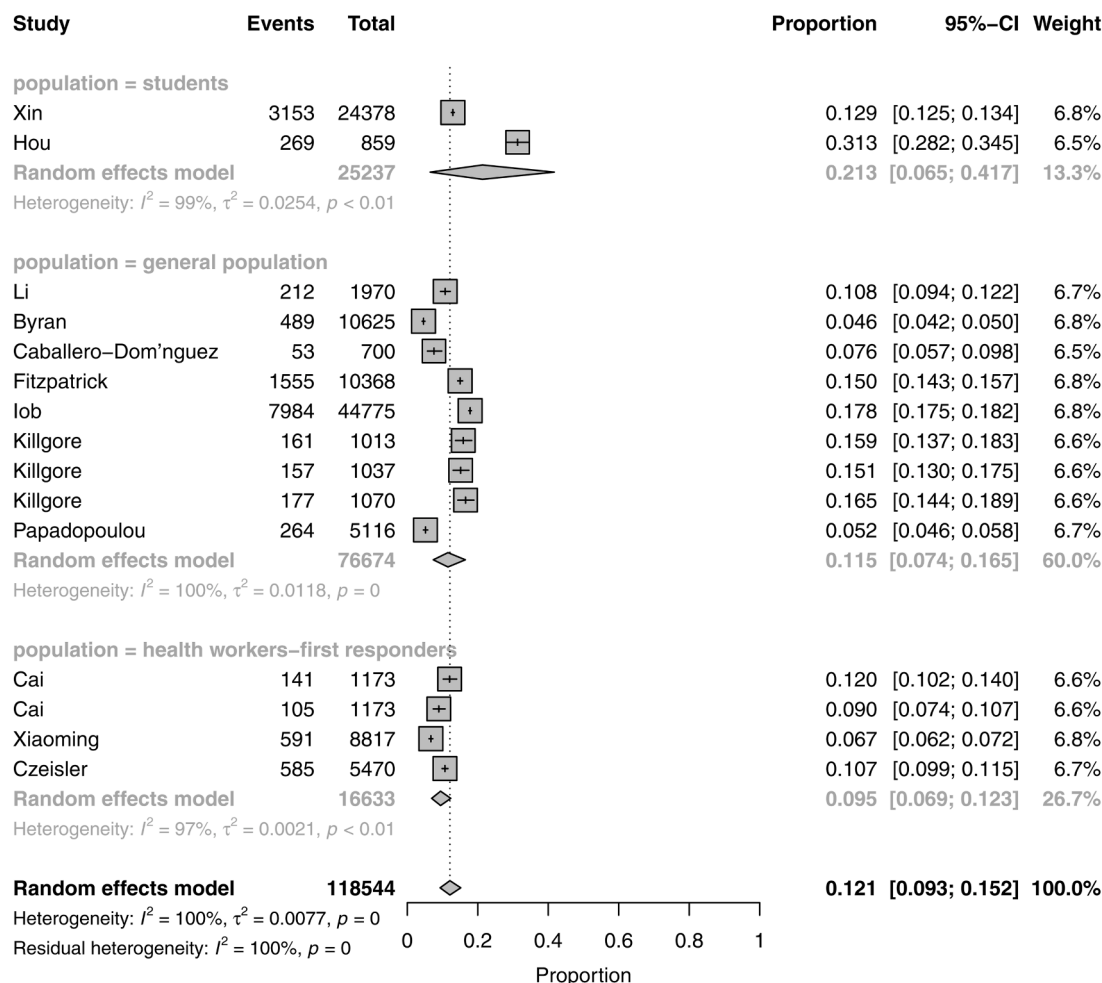 Study Events Total Proportion 95%−CI Weight
population = students
Xin 3153 24378 0.129 [0.125; 0.134] 6.8%
Hou 269 859 0.313 [0.282; 0.345] 6.5%
Random effects model 25237 0.213 [0.065; 0.417] 13.3%
Heterogeneity: I² = 99%, τ² = 0.0254, p < 0.01
population = general population
Li 212 1970 0.108 [0.094; 0.122] 6.7%
Byran 489 10625 0.046 [0.042; 0.050] 6.8%
Caballero−Dom'nguez 53 700 0.076 [0.057; 0.098] 6.5%
Fitzpatrick 1555 10368 0.150 [0.143; 0.157] 6.8%
Iob 7984 44775 0.178 [0.175; 0.182] 6.8%
Killgore 161 1013 0.159 [0.137; 0.183] 6.6%
Killgore 157 1037 0.151 [0.130; 0.175] 6.6%
Killgore 177 1070 0.165 [0.144; 0.189] 6.6%
Papadopoulou 264 5116 0.052 [0.046; 0.058] 6.7%
Random effects model 76674 0.115 [0.074; 0.165] 60.0%
Heterogeneity: I² = 100%, τ² = 0.0118, p = 0
population = health workers−first responders
Cai 141 1173 0.120 [0.102; 0.140] 6.6%
Cai 105 1173 0.090 [0.074; 0.107] 6.6%
Xiaoming 591 8817 0.067 [0.062; 0.072] 6.8%
Czeisler 585 5470 0.107 [0.099; 0.115] 6.7%
Random effects model 16633 0.095 [0.069; 0.123] 26.7%
Heterogeneity: I² = 97%, τ² = 0.0021, p < 0.01
Random effects model 118544 0.121 [0.093; 0.152] 100.0%
Heterogeneity: I² = 100%, τ² = 0.0077, p = 0
Residual heterogeneity: I² = 100%, p = 0
0 0.2 0.4 0.6 0.8 1
Proportion